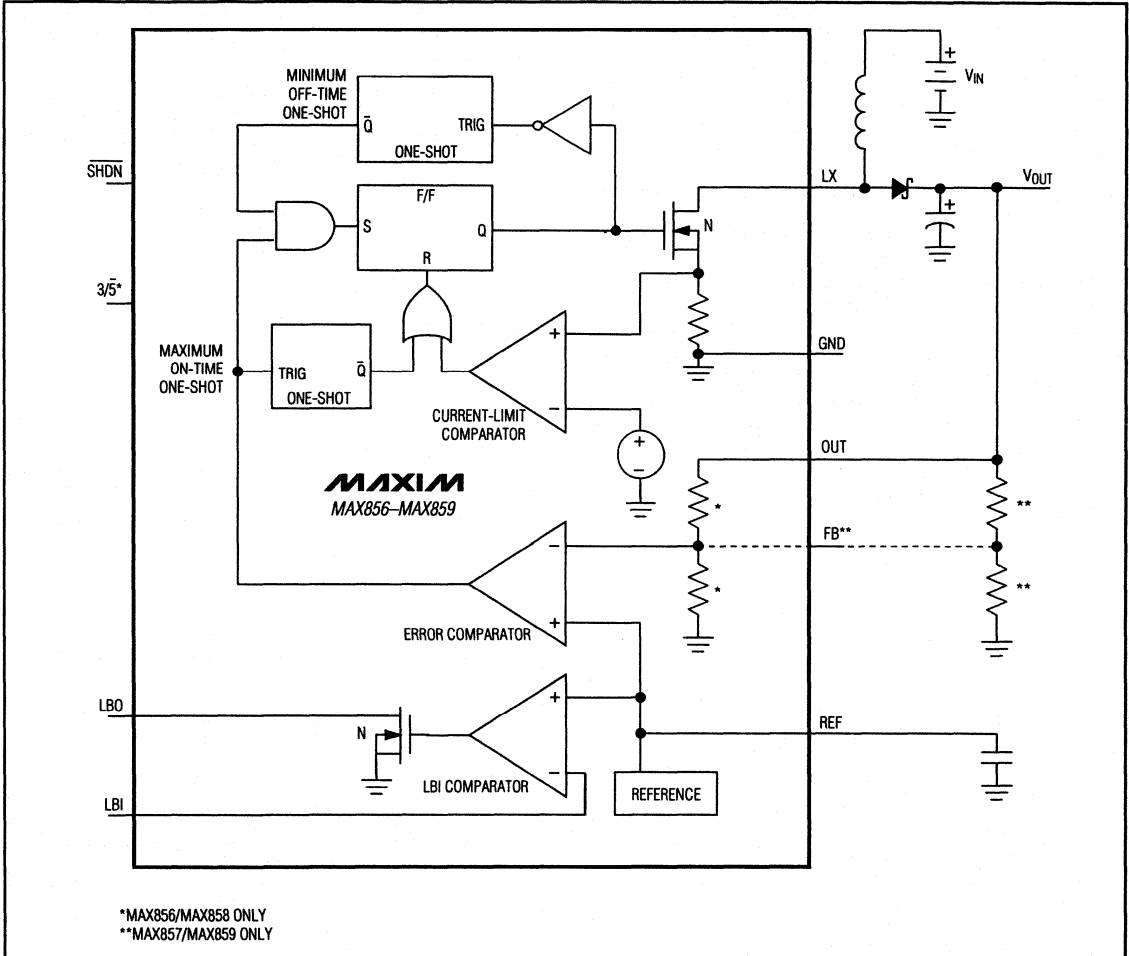 MINIMUM
OFF-TIME
ONE-SHOT
Q̅
TRIG
ONE-SHOT
+
VIN
S̅H̅D̅N̅
F/F
S
Q
R
N
LX
+
VOUT
3/5̅*
MAXIMUM
ON-TIME
ONE-SHOT
TRIG
Q̅
ONE-SHOT
+
−
CURRENT-LIMIT
COMPARATOR
GND
+
−
MAXIM
MAX856–MAX859
OUT
*
**
−
FB**
*
**
+
ERROR COMPARATOR
LBO
N
+
−
LBI COMPARATOR
REF
REFERENCE
LBI
*MAX856/MAX858 ONLY
**MAX857/MAX859 ONLY